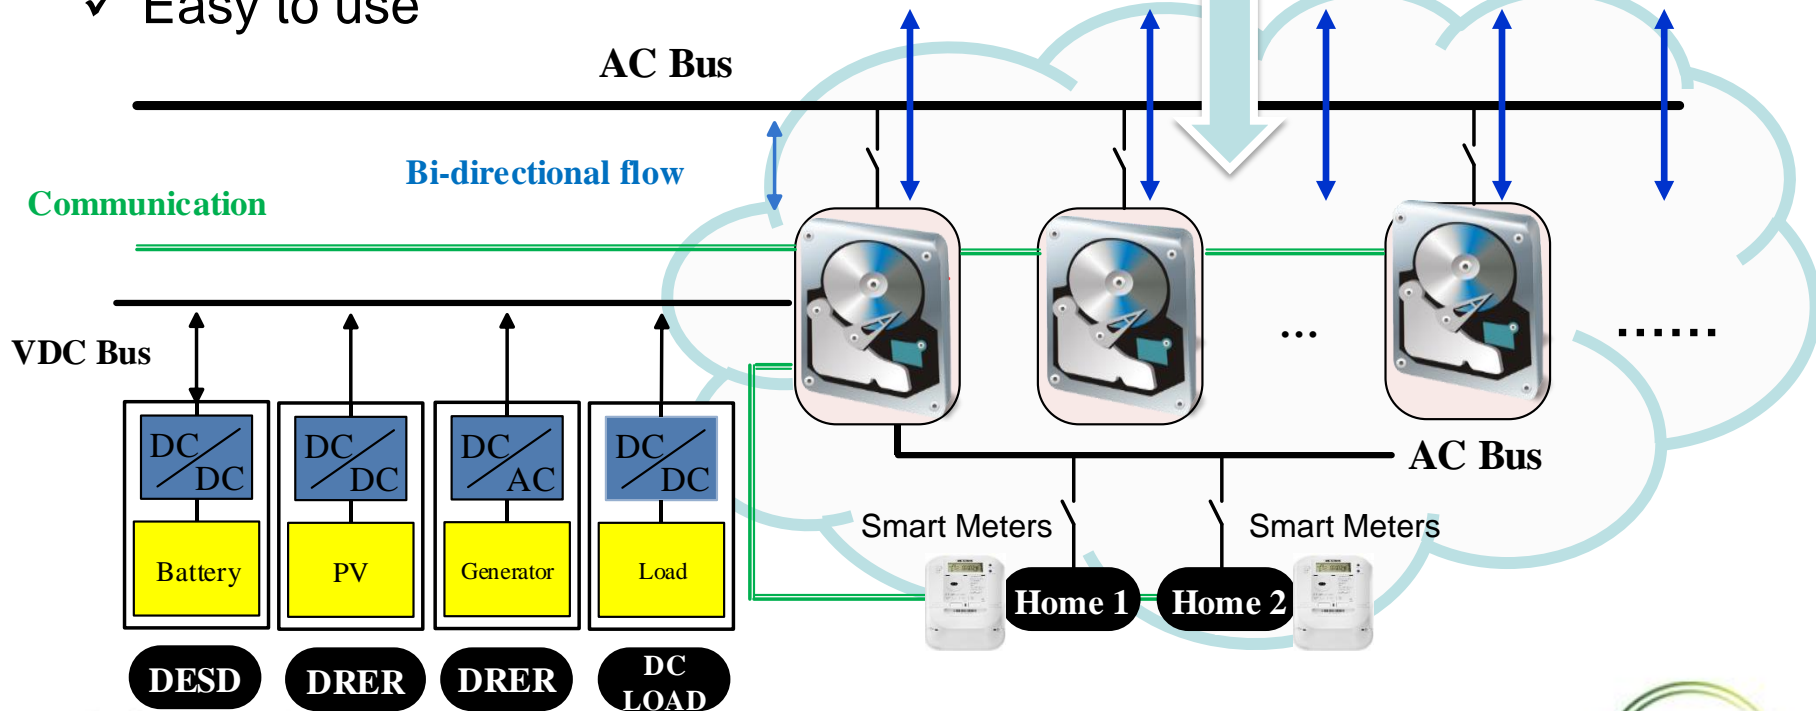 ✓ Easy to use
AC Bus
Bi-directional flow
Communication
VDC Bus
...
......
DC
DC
DC
DC
DC
AC
DC
DC
AC Bus
Smart Meters
Smart Meters
Battery
PV
Generator
Load
Home 1
Home 2
DESD
DRER
DRER
DC
LOAD